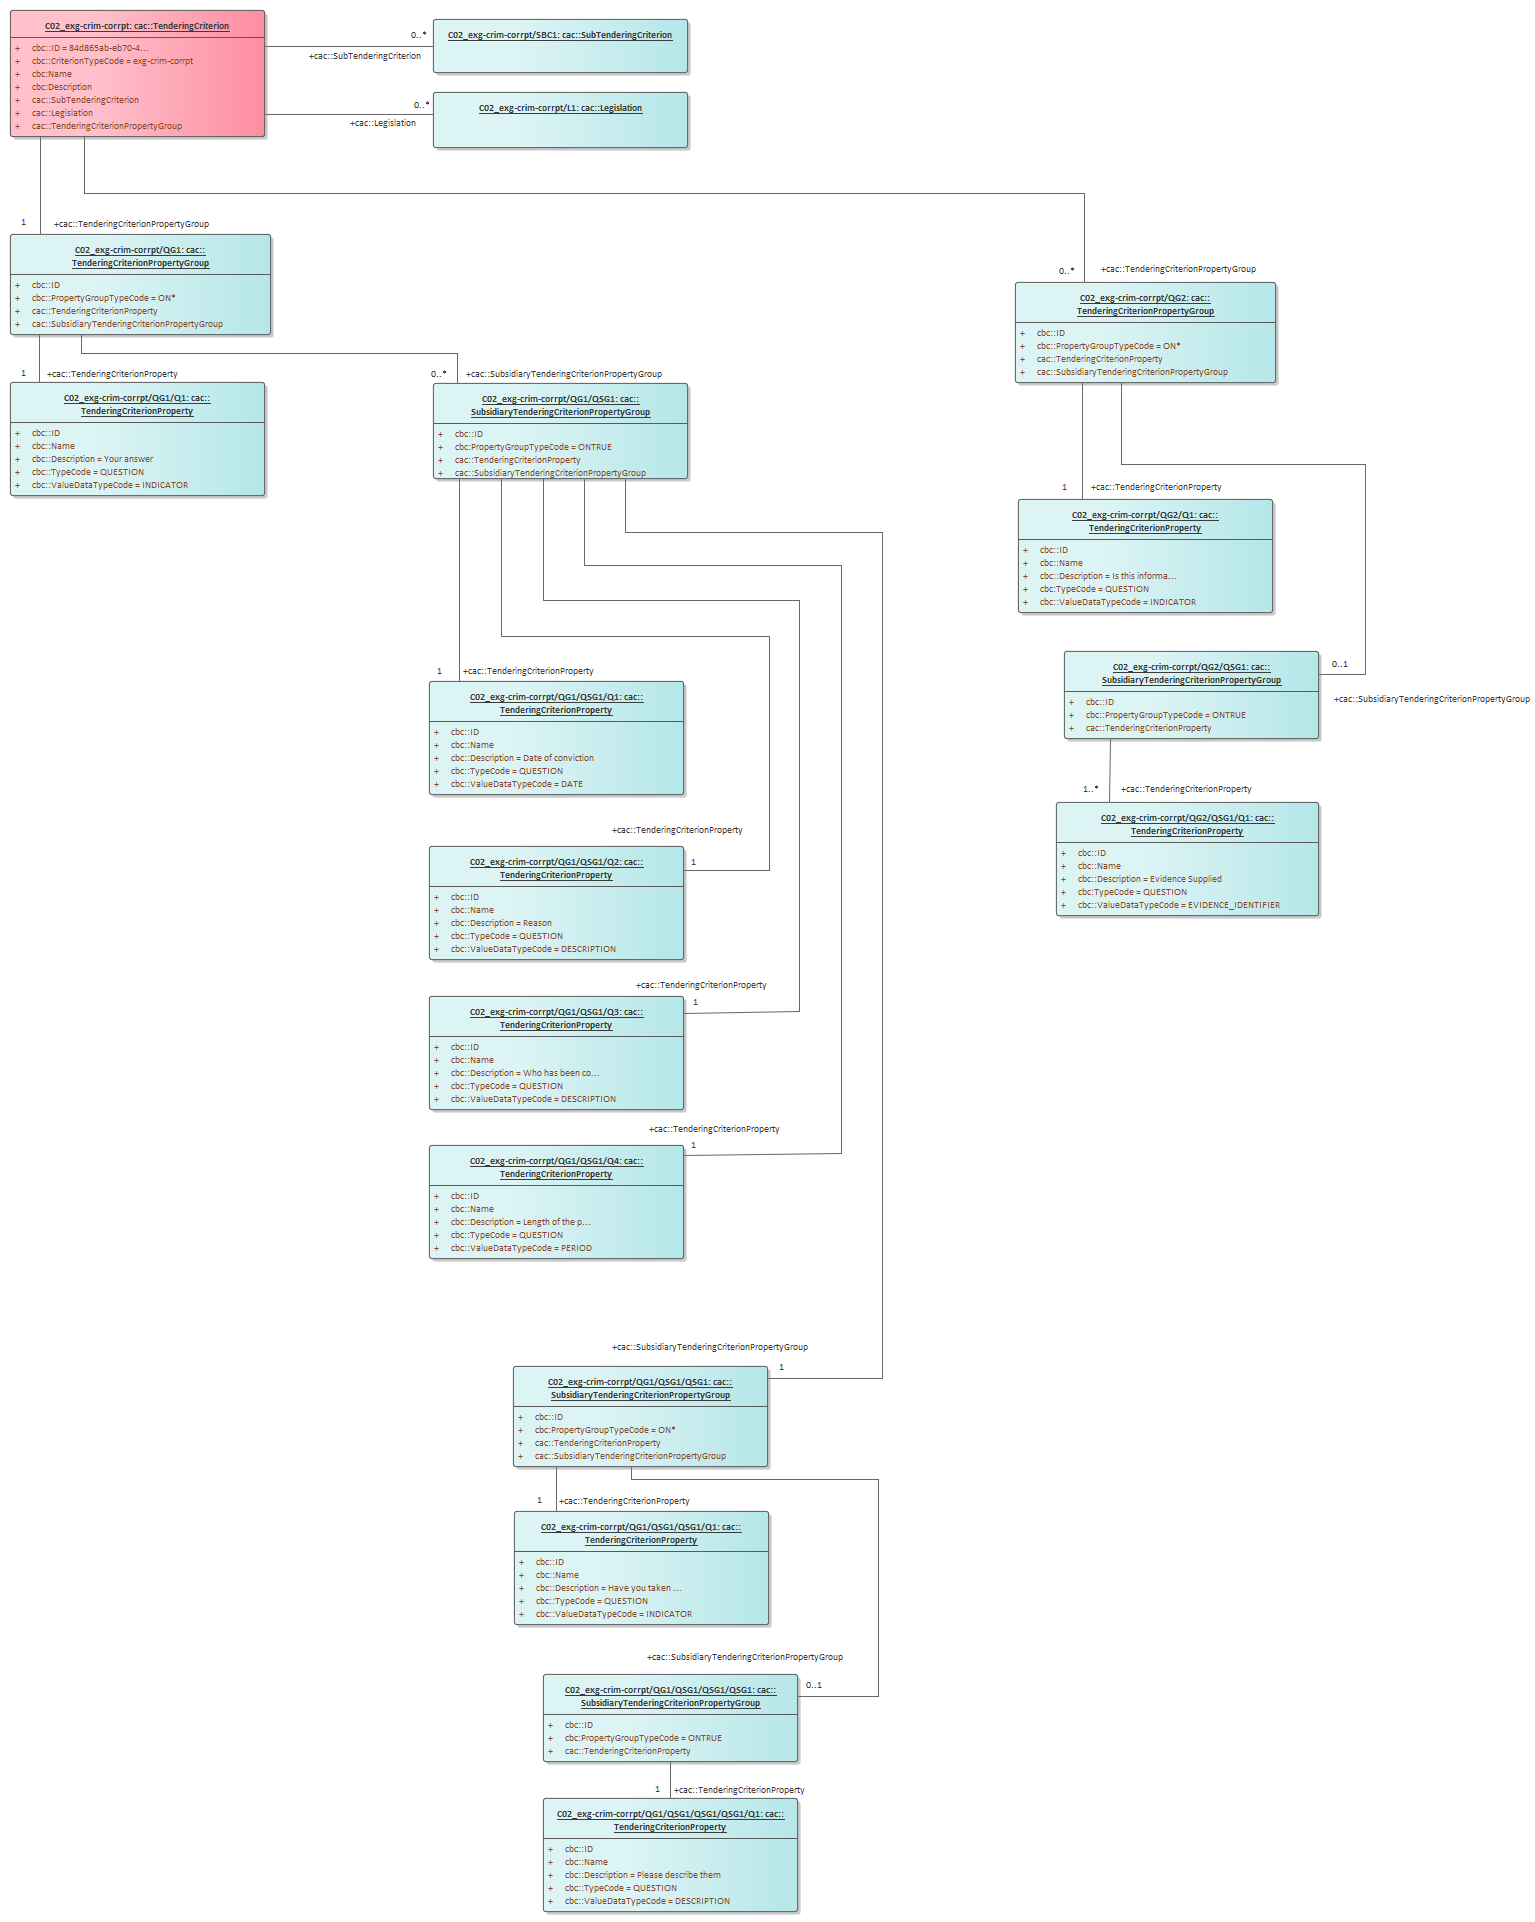 C02_exg-crim-corrpt: cac::TenderingCriterion
+ cbc::ID = 84d865ab-eb70-4...
+ cbc::CriterionTypeCode = exg-crim-corrpt
+ cbc:Name
+ cbc:Description
+ cac::SubTenderingCriterion
+ cac::Legislation
+ cac::TenderingCriterionPropertyGroup
0..*
+cac::SubTenderingCriterion
C02_exg-crim-corrpt/SBC1: cac::SubTenderingCriterion
0..*
+cac::Legislation
C02_exg-crim-corrpt/L1: cac::Legislation
1
+cac::TenderingCriterionPropertyGroup
C02_exg-crim-corrpt/QG1: cac::
TenderingCriterionPropertyGroup
+ cbc::ID
+ cbc::PropertyGroupTypeCode = ON*
+ cac::TenderingCriterionProperty
+ cac::SubsidiaryTenderingCriterionPropertyGroup
0..*
+cac::TenderingCriterionPropertyGroup
C02_exg-crim-corrpt/QG2: cac::
TenderingCriterionPropertyGroup
+ cbc::ID
+ cbc::PropertyGroupTypeCode = ON*
+ cac::TenderingCriterionProperty
+ cac::SubsidiaryTenderingCriterionPropertyGroup
1
+cac::TenderingCriterionProperty
C02_exg-crim-corrpt/QG1/Q1: cac::
TenderingCriterionProperty
+ cbc::ID
+ cbc::Name
+ cbc::Description = Your answer
+ cbc::TypeCode = QUESTION
+ cbc::ValueDataTypeCode = INDICATOR
0..*
+cac::SubsidiaryTenderingCriterionPropertyGroup
C02_exg-crim-corrpt/QG1/QSG1: cac::
SubsidiaryTenderingCriterionPropertyGroup
+ cbc::ID
+ cbc:PropertyGroupTypeCode = ONTRUE
+ cac::TenderingCriterionProperty
+ cac::SubsidiaryTenderingCriterionPropertyGroup
1
+cac::TenderingCriterionProperty
C02_exg-crim-corrpt/QG2/Q1: cac::
TenderingCriterionProperty
+ cbc::ID
+ cbc::Name
+ cbc::Description = Is this informa...
+ cbc:TypeCode = QUESTION
+ cbc::ValueDataTypeCode = INDICATOR
0..1
+cac::SubsidiaryTenderingCriterionPropertyGroup
C02_exg-crim-corrpt/QG2/QSG1: cac::
SubsidiaryTenderingCriterionPropertyGroup
+ cbc::ID
+ cbc::PropertyGroupTypeCode = ONTRUE
+ cac::TenderingCriterionProperty
1..*
+cac::TenderingCriterionProperty
C02_exg-crim-corrpt/QG2/QSG1/Q1: cac::
TenderingCriterionProperty
+ cbc::ID
+ cbc::Name
+ cbc::Description = Evidence Supplied
+ cbc:TypeCode = QUESTION
+ cbc::ValueDataTypeCode = EVIDENCE_IDENTIFIER
1
+cac::TenderingCriterionProperty
C02_exg-crim-corrpt/QG1/QSG1/Q1: cac::
TenderingCriterionProperty
+ cbc::ID
+ cbc::Name
+ cbc::Description = Date of conviction
+ cbc::TypeCode = QUESTION
+ cbc::ValueDataTypeCode = DATE
+cac::TenderingCriterionProperty
1
C02_exg-crim-corrpt/QG1/QSG1/Q2: cac::
TenderingCriterionProperty
+ cbc::ID
+ cbc::Name
+ cbc::Description = Reason
+ cbc::TypeCode = QUESTION
+ cbc::ValueDataTypeCode = DESCRIPTION
+cac::TenderingCriterionProperty
1
C02_exg-crim-corrpt/QG1/QSG1/Q3: cac::
TenderingCriterionProperty
+ cbc::ID
+ cbc::Name
+ cbc::Description = Who has been co...
+ cbc::TypeCode = QUESTION
+ cbc::ValueDataTypeCode = DESCRIPTION
+cac::TenderingCriterionProperty
1
C02_exg-crim-corrpt/QG1/QSG1/Q4: cac::
TenderingCriterionProperty
+ cbc::ID
+ cbc::Name
+ cbc::Description = Length of the p...
+ cbc::TypeCode = QUESTION
+ cbc::ValueDataTypeCode = PERIOD
+cac::SubsidiaryTenderingCriterionPropertyGroup
1
C02_exg-crim-corrpt/QG1/QSG1/QSG1: cac::
SubsidiaryTenderingCriterionPropertyGroup
+ cbc::ID
+ cbc:PropertyGroupTypeCode = ON*
+ cac::TenderingCriterionProperty
+ cac::SubsidiaryTenderingCriterionPropertyGroup
1
+cac::TenderingCriterionProperty
C02_exg-crim-corrpt/QG1/QSG1/QSG1/Q1: cac::
TenderingCriterionProperty
+ cbc::ID
+ cbc::Name
+ cbc::Description = Have you taken ...
+ cbc::TypeCode = QUESTION
+ cbc::ValueDataTypeCode = INDICATOR
+cac::SubsidiaryTenderingCriterionPropertyGroup
0..1
C02_exg-crim-corrpt/QG1/QSG1/QSG1/QSG1: cac::
SubsidiaryTenderingCriterionPropertyGroup
+ cbc::ID
+ cbc:PropertyGroupTypeCode = ONTRUE
+ cac::TenderingCriterionProperty
1
+cac::TenderingCriterionProperty
C02_exg-crim-corrpt/QG1/QSG1/QSG1/QSG1/Q1: cac::
TenderingCriterionProperty
+ cbc::ID
+ cbc::Name
+ cbc::Description = Please describe them
+ cbc::TypeCode = QUESTION
+ cbc::ValueDataTypeCode = DESCRIPTION